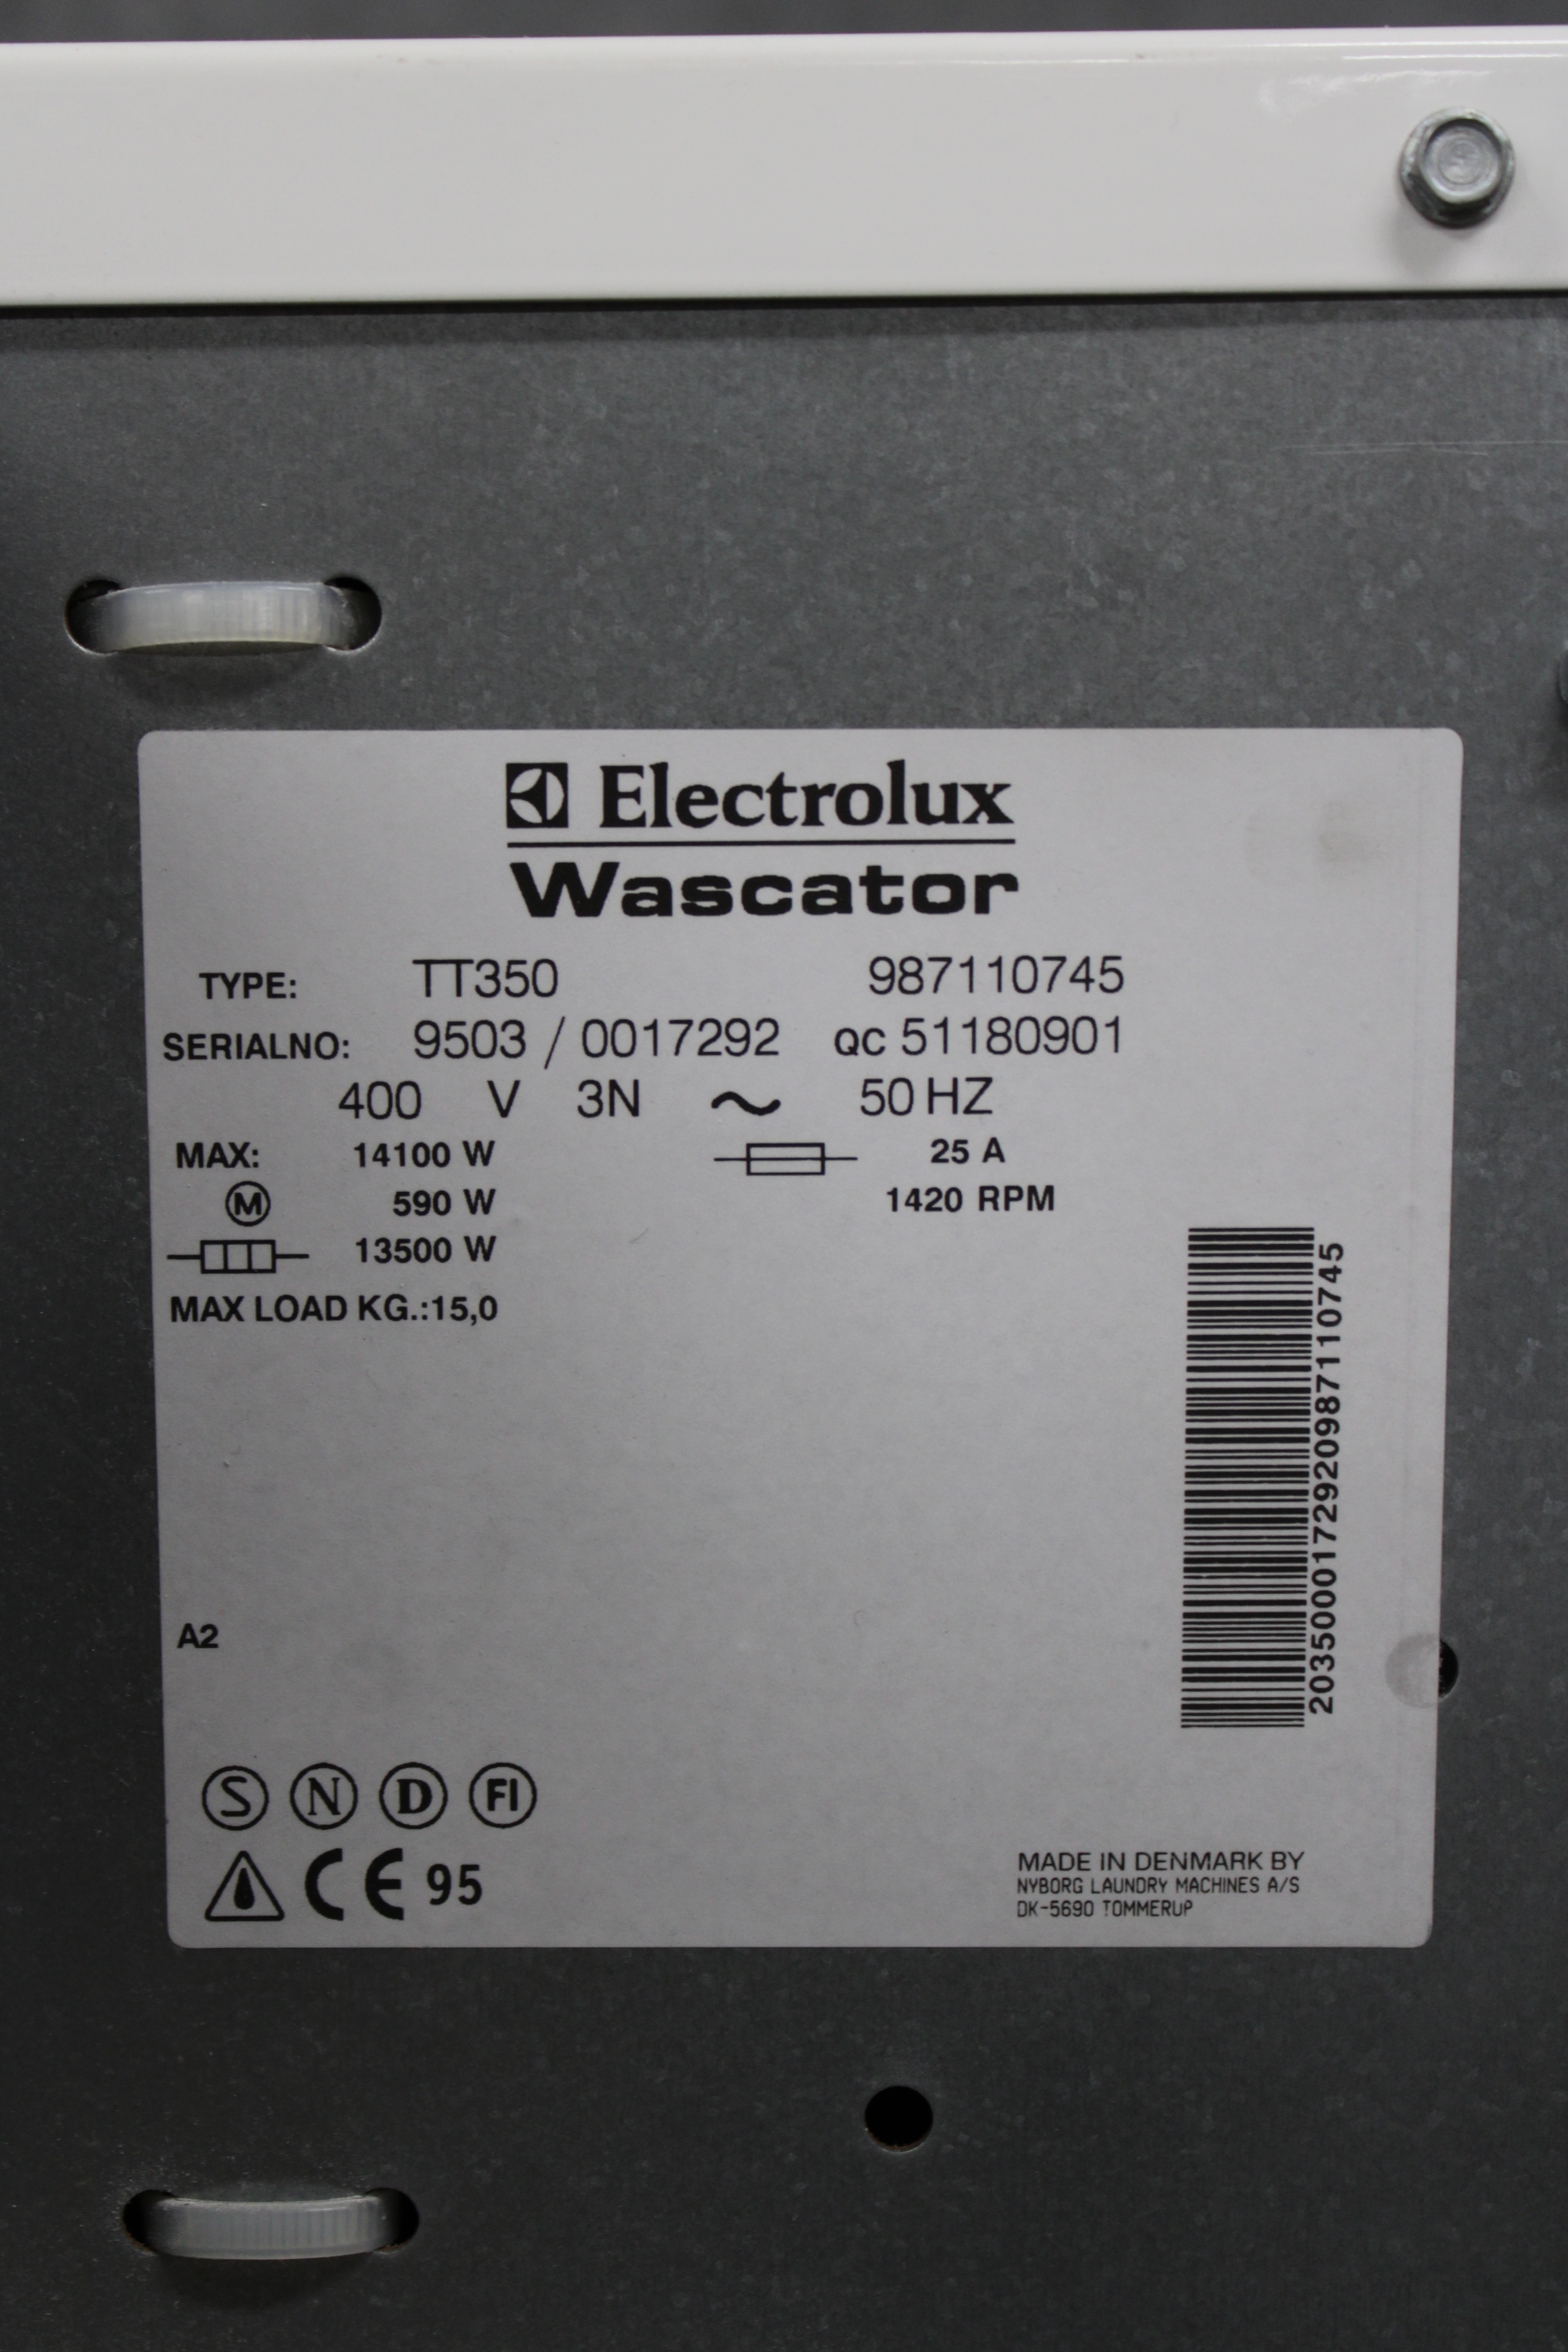 Electrolux
Wascator
TYPE: TT350 987110745
SERIALNO: 9503 / 0017292 QC 51180901
400 V 3N ~ 50 HZ
MAX: 14100 W 25 A
M 590 W 1420 RPM
13500 W
MAX LOAD KG.:15,0
203500017292098711​0745
A2
S N D FI
CE 95
MADE IN DENMARK BY
NYBORG LAUNDRY MACHINES A/S
DK-5690 TOMMERUP